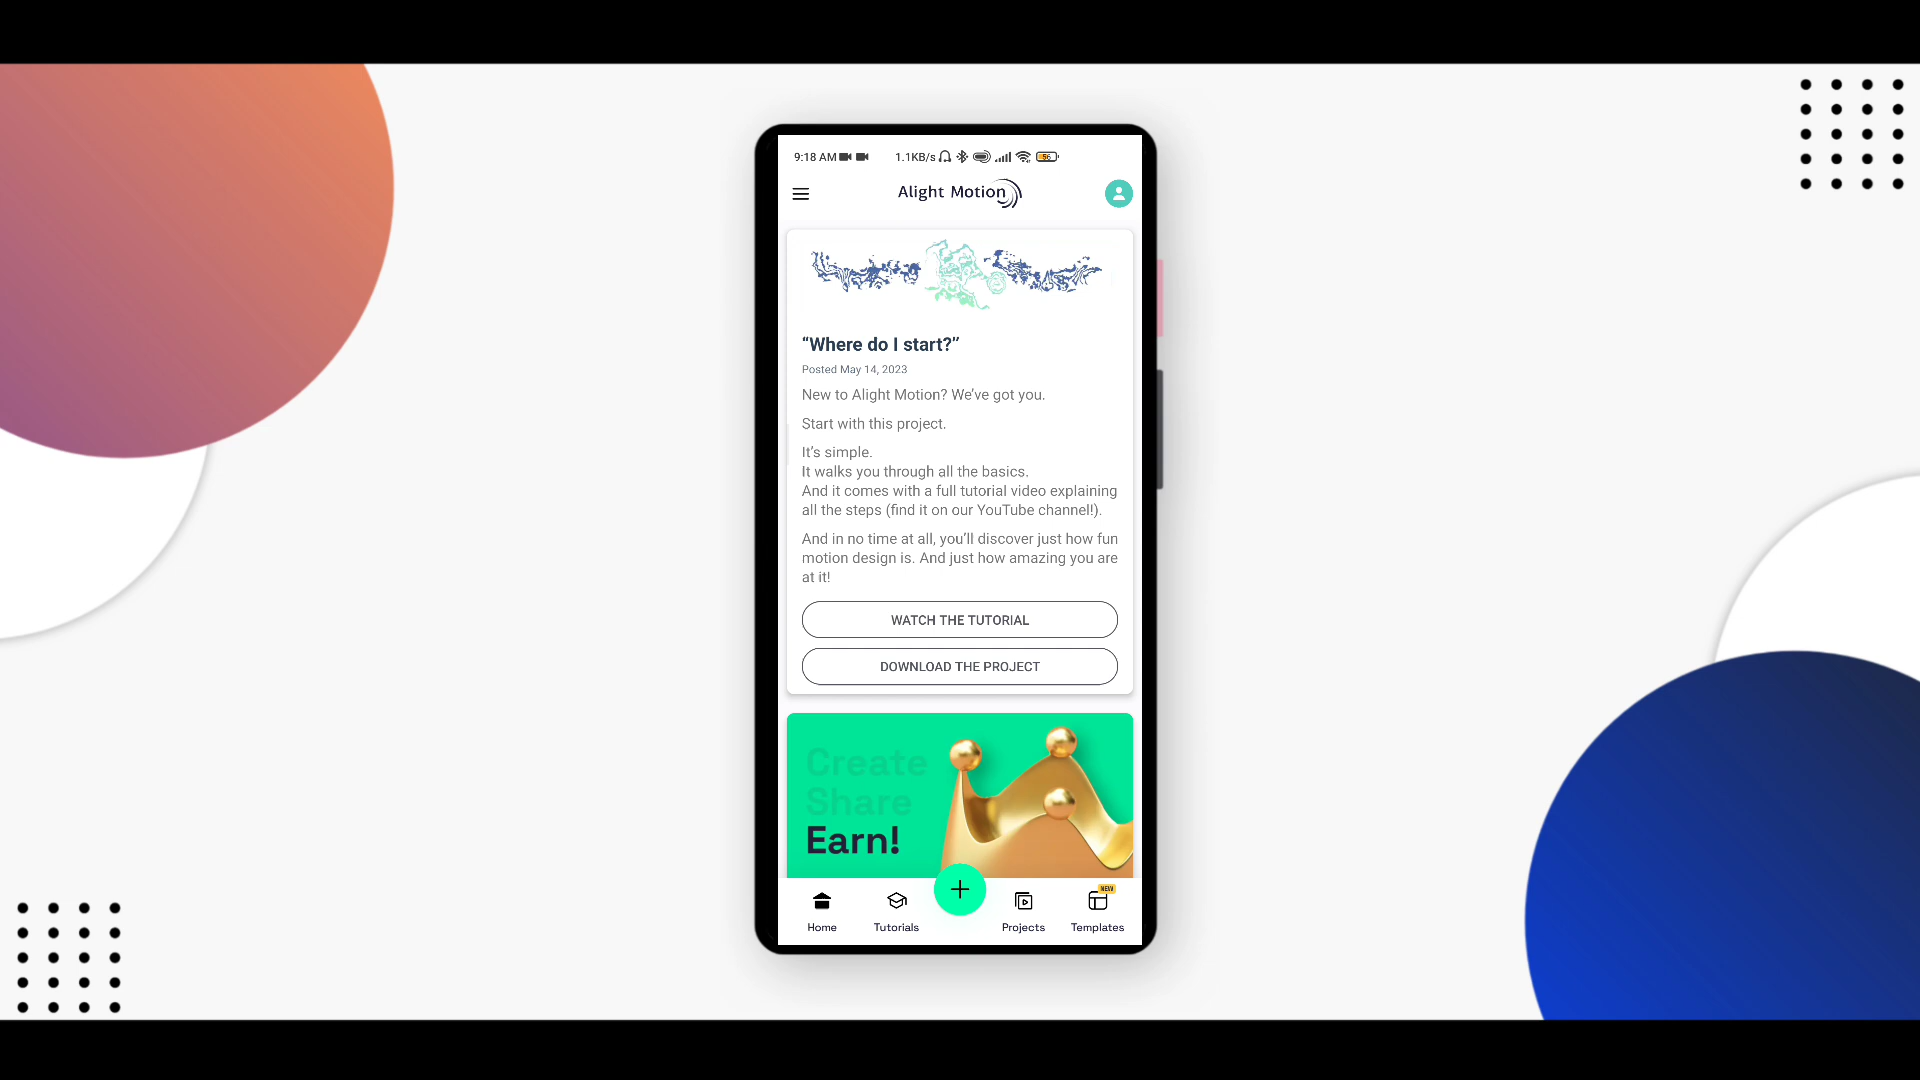 9:18 AM 1.1KB/s 56
Alight Motion
“Where do I start?”
Posted May 14, 2023
New to Alight Motion? We’ve got you.
Start with this project.
It’s simple.
It walks you through all the basics.
And it comes with a full tutorial video explaining
all the steps (find it on our YouTube channel!).
And in no time at all, you’ll discover just how fun
motion design is. And just how amazing you are
at it!
WATCH THE TUTORIAL
DOWNLOAD THE PROJECT
Create
Share
Earn!
NEW
Home Tutorials Projects Templates